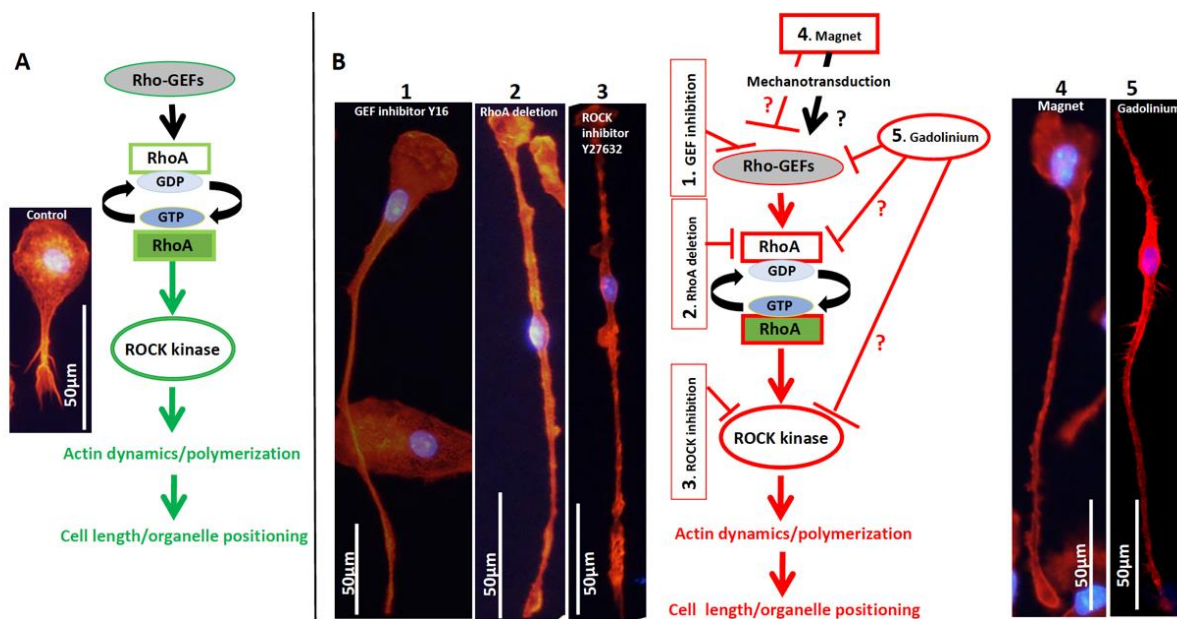 A
Rho-GEFs
RhoA
GDP
GTP
RhoA
ROCK kinase
Actin dynamics/polymerization
Cell length/organelle positioning
Control
50µm
B
1
GEF inhibitor Y16
50µm
2
RhoA deletion
50µm
3
ROCK
inhibitor
Y27632
50µm
4. Magnet
Mechanotransduction
?
?
1. GEF inhibition
5. Gadolinium
Rho-GEFs
?
2. RhoA deletion
RhoA
GDP
GTP
RhoA
?
3. ROCK inhibition
ROCK kinase
Actin dynamics/polymerization
Cell length/organelle positioning
4
Magnet
50µm
5
Gadolinium
50µm